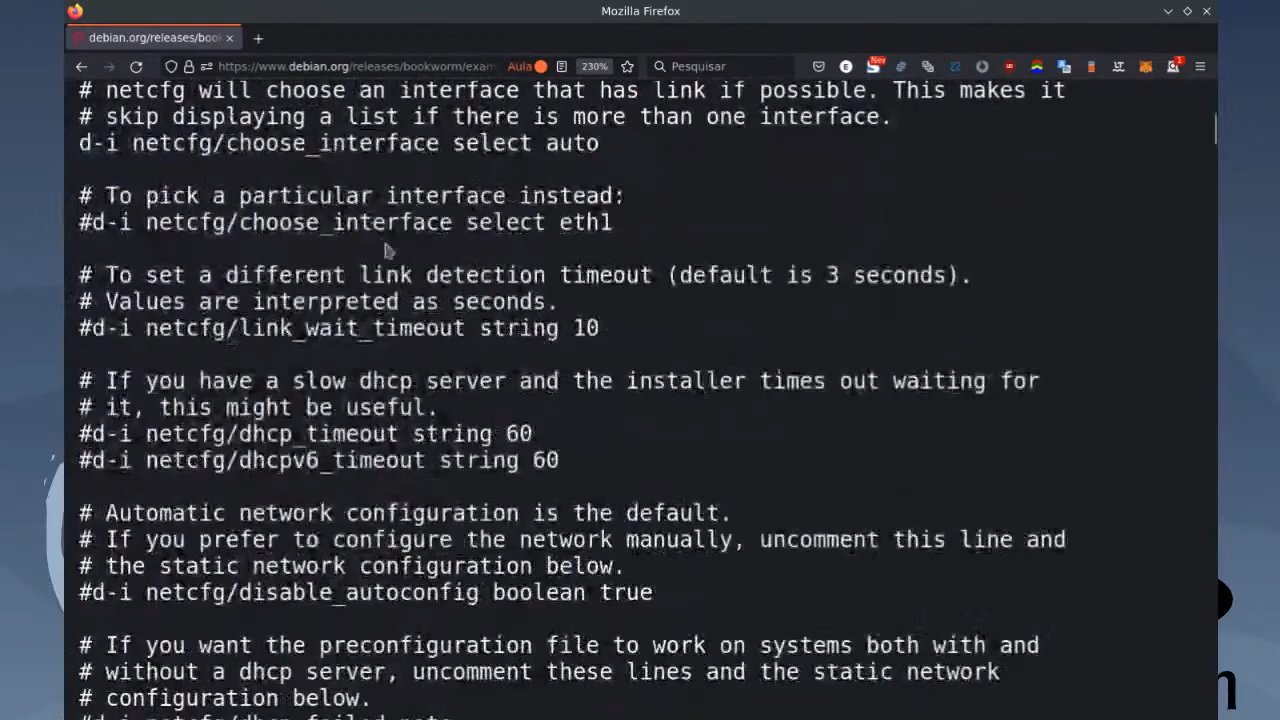 Mozilla Firefox
debian.org/releases/boo
https://www.debian.org/releases/bookworm/exam
Aula
230%
Pesquisar
New
1
# netcfg will choose an interface that has link if possible. This makes it
# skip displaying a list if there is more than one interface.
d-i netcfg/choose_interface select auto
# To pick a particular interface instead:
#d-i netcfg/choose_interface select eth1
# To set a different link detection timeout (default is 3 seconds).
# Values are interpreted as seconds.
#d-i netcfg/link_wait_timeout string 10
# If you have a slow dhcp server and the installer times out waiting for
# it, this might be useful.
#d-i netcfg/dhcp_timeout string 60
#d-i netcfg/dhcpv6_timeout string 60
# Automatic network configuration is the default.
# If you prefer to configure the network manually, uncomment this line and
# the static network configuration below.
#d-i netcfg/disable_autoconfig boolean true
# If you want the preconfiguration file to work on systems both with and
# without a dhcp server, uncomment these lines and the static network
# configuration below.